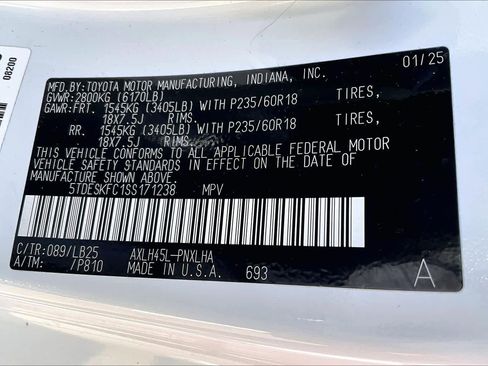 08200
MFD.BY:TOYOTA MOTOR MANUFACTURING, INDIANA, INC. 01/25
GVWR:2800KG (6170LB)
GAWR:FRT. 1545KG (3405LB) WITH P235/60R18 TIRES,
18X7.5J RIMS.
RR. 1545KG (3405LB) WITH P235/60R18 TIRES,
18X7.5J RIMS.
THIS VEHICLE CONFORMS TO ALL APPLICABLE FEDERAL MOTOR
VEHICLE SAFETY STANDARDS IN EFFECT ON THE DATE OF
MANUFACTURE SHOWN ABOVE.
5TDESKFC1SS171238 MPV
C/TR:089/LB25 AXLH45L-PNXLHA
A/TM: /P810 MADE IN U.S.A. 693 A